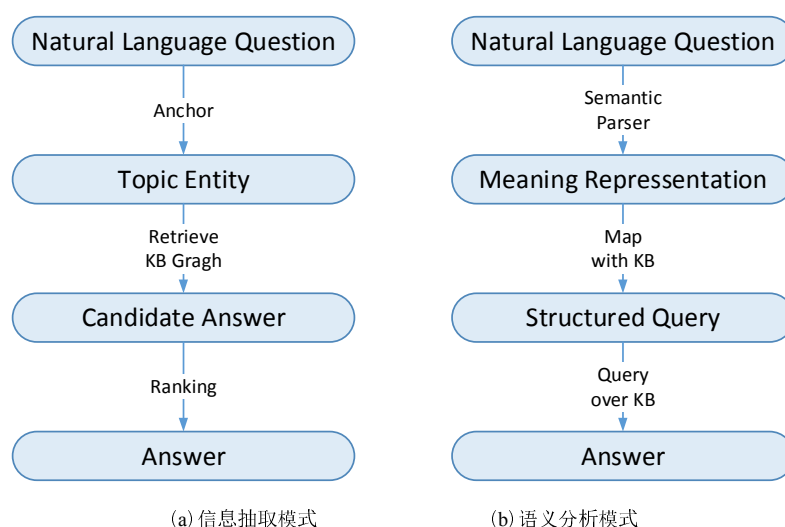 Natural Language Question
Anchor
Topic Entity
Retrieve
KB Gragh
Candidate Answer
Ranking
Answer
(a)信息抽取模式
Natural Language Question
Semantic
Parser
Meaning Repressentation
Map
with KB
Structured Query
Query
over KB
Answer
(b)语义分析模式